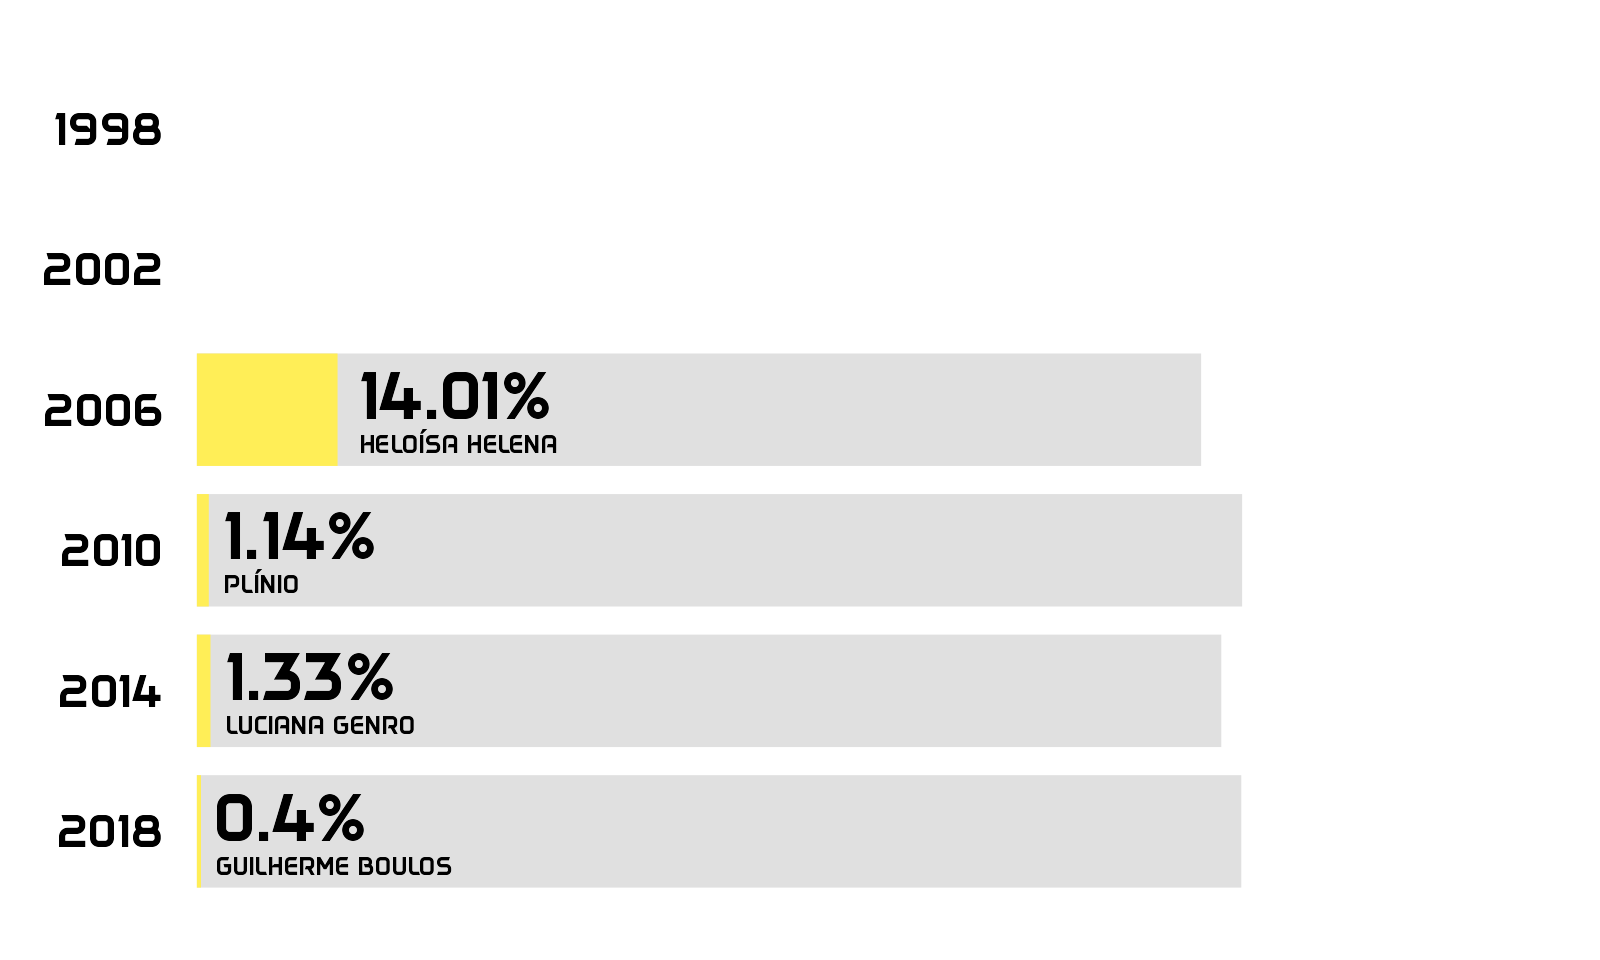 1998
2002
2006
14.01%
HELOÍSA HELENA
2010
1.14%
PLÍNIO
2014
1.33%
LUCIANA GENRO
2018
0.4%
GUILHERME BOULOS